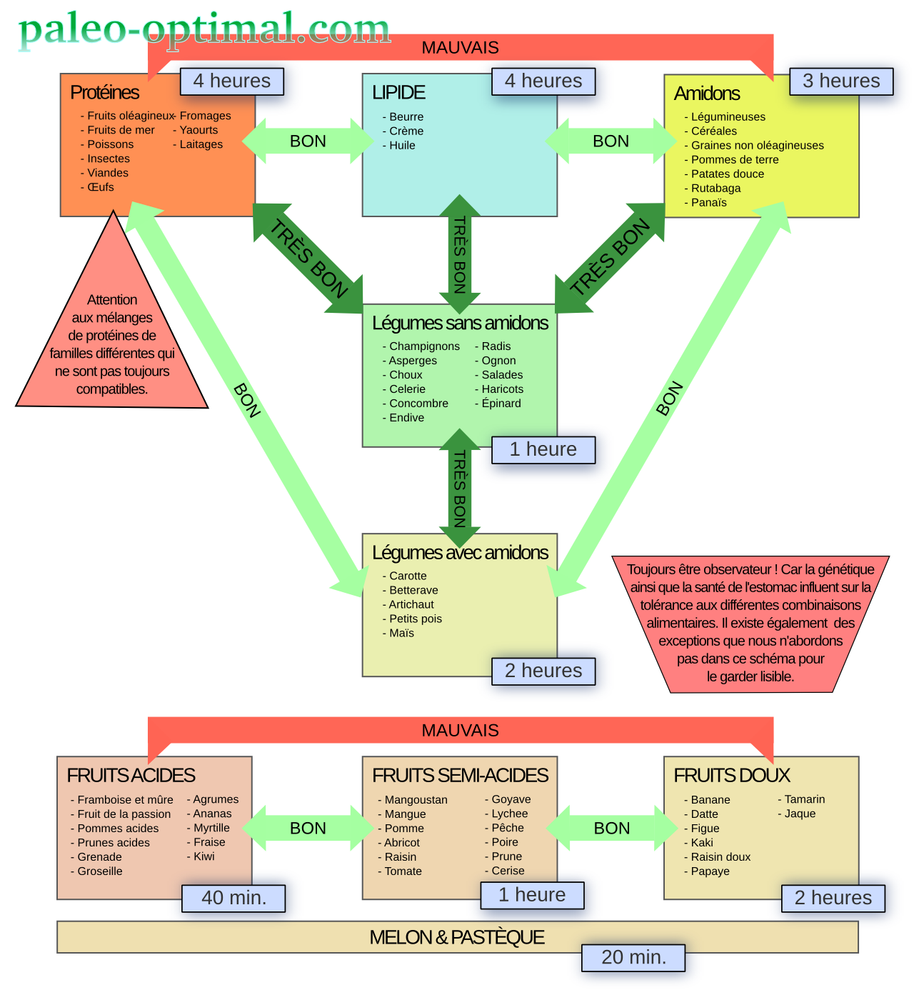 paleo-optimal.com
MAUVAIS
Protéines
4 heures
- Fruits oléagineux
- Fruits de mer
- Poissons
- Insectes
- Viandes
- Œufs
- Fromages
- Yaourts
- Laitages
BON
LIPIDE
4 heures
- Beurre
- Crème
- Huile
BON
Amidons
3 heures
- Légumineuses
- Céréales
- Graines non oléagineuses
- Pommes de terre
- Patates douce
- Rutabaga
- Panaïs
TRÈS BON
TRÈS BON
TRÈS BON
Attention
aux mélanges
de protéines de
familles différentes qui
ne sont pas toujours
compatibles.
Légumes sans amidons
- Champignons
- Asperges
- Choux
- Celerie
- Concombre
- Endive
- Radis
- Ognon
- Salades
- Haricots
- Épinard
1 heure
BON
BON
TRÈS BON
Légumes avec amidons
- Carotte
- Betterave
- Artichaut
- Petits pois
- Maïs
2 heures
Toujours être observateur ! Car la génétique
ainsi que la santé de l'estomac influent sur la
tolérance aux différentes combinaisons
alimentaires. Il existe également  des
exceptions que nous n'abordons
pas dans ce schéma pour
le garder lisible.
MAUVAIS
FRUITS ACIDES
- Framboise et mûre
- Fruit de la passion
- Pommes acides
- Prunes acides
- Grenade
- Groseille
- Agrumes
- Ananas
- Myrtille
- Fraise
- Kiwi
40 min.
BON
FRUITS SEMI-ACIDES
- Mangoustan
- Mangue
- Pomme
- Abricot
- Raisin
- Tomate
- Goyave
- Lychee
- Pêche
- Poire
- Prune
- Cerise
1 heure
BON
FRUITS DOUX
- Banane
- Datte
- Figue
- Kaki
- Raisin doux
- Papaye
- Tamarin
- Jaque
2 heures
MELON & PASTÈQUE
20 min.